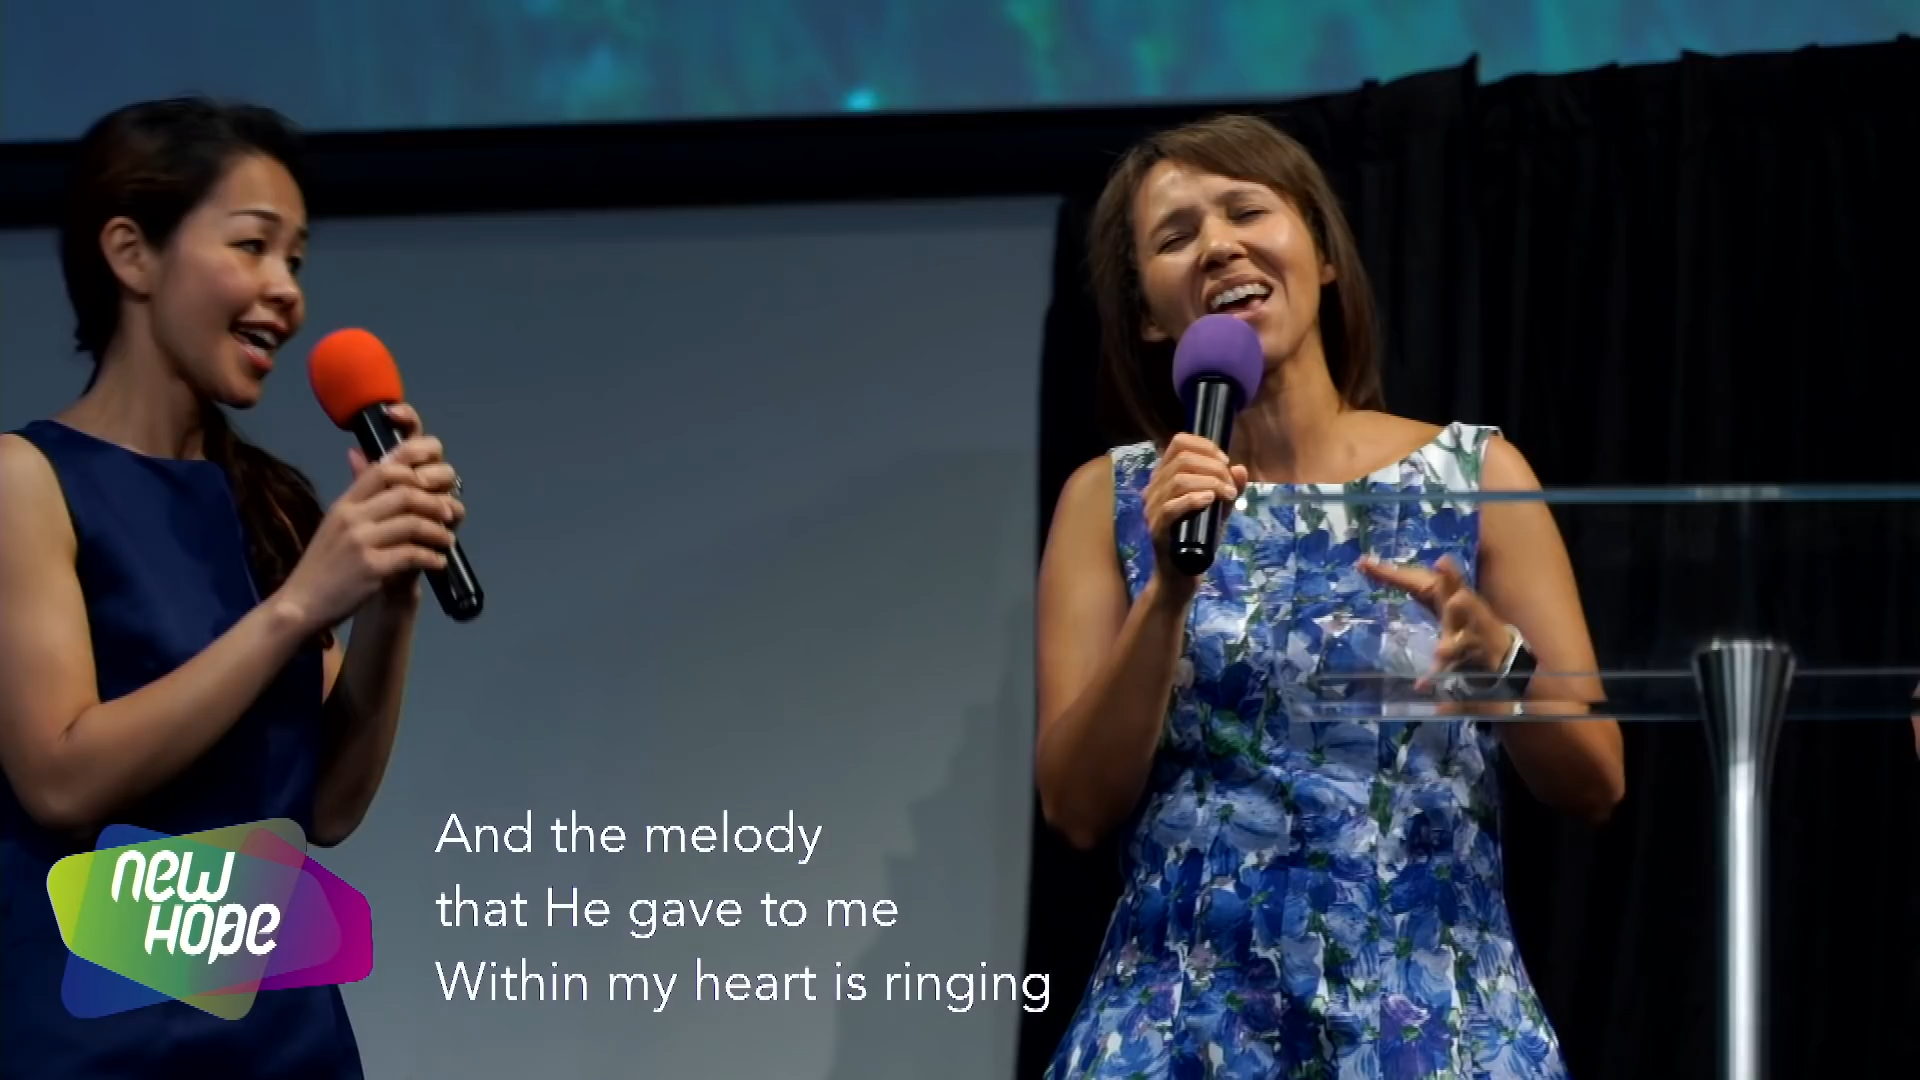 new
HOPE
And the melody
that He gave to me
Within my heart is ringing